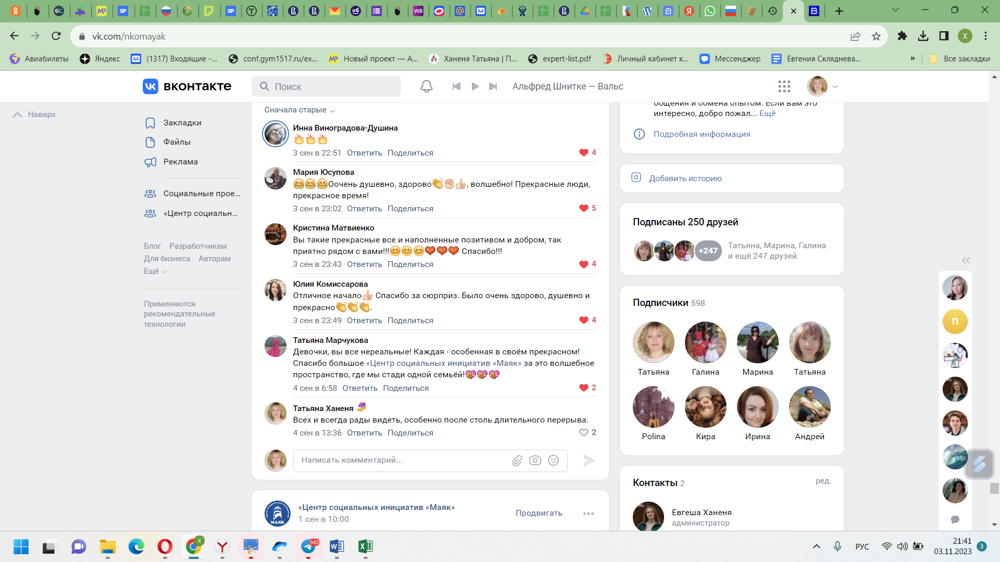 vk.com/nkomayak
X
Авиабилеты
Яндекс
(1317) Входящие -...
conf.gym1517.ru/ex...
Новый проект — А...
Ханеня Татьяна | П...
expert-list.pdf
Личный кабинет к...
Мессенджер
Евгения Скляднева...
»
Все закладки
вконтакте
Поиск
Альфред Шнитке — Вальс
Наверх
Закладки
Файлы
Реклама
Социальные прое...
«Центр социальн...
Блог Разработчикам
Для бизнеса Авторам
Ещё
Применяются
рекомендательные
технологии
Сначала старые
Инна Виноградова-Душина
🔥🔥🔥
3 сен в 22:51 Ответить Поделиться 4
Мария Юсупова
🤗🤗🤗Оочень душевно, здорово👏✊👍, волшебно! Прекрасные люди,
прекрасное время!
3 сен в 23:02 Ответить Поделиться 5
Кристина Матвиенко
Вы такие прекрасные все и наполненные позитивом и добром, так
приятно рядом с вами!!!😊😊😊❤❤❤ Спасибо!!!
3 сен в 23:43 Ответить Поделиться 4
Юлия Комиссарова
Отличное начало👍 Спасибо за сюрприз. Было очень здорово, душевно и
прекрасно👏👏👏.
3 сен в 23:49 Ответить Поделиться 4
Татьяна Марчукова
Девочки, вы все нереальные! Каждая - особенная в своём прекрасном!
Спасибо большое «Центр социальных инициатив «Маяк» за это волшебное
пространство, где мы стади одной семьёй!💝💝💝
4 сен в 6:58 Ответить Поделиться 2
Татьяна Ханеня
Всех и всегда рады видеть, особенно после столь длительного перерыва.
4 сен в 13:36 Ответить Поделиться 2
Написать комментарий...
МАЯК
«Центр социальных инициатив «Маяк»
1 сен в 10:00
Продвигать
общения и обмена опытом. Если вам это
интересно, добро пожал... Ещё
Подробная информация
Добавить историю
Подписаны 250 друзей
+247
Татьяна, Марина, Галина
и ещё 247 друзей
Подписчики 598
Татьяна Галина Марина Татьяна
Polina Кира Ирина Андрей
Контакты 2
ред.
Евгеша Ханеня
администратор
П
940
РУС
21:41
03.11.2023
3